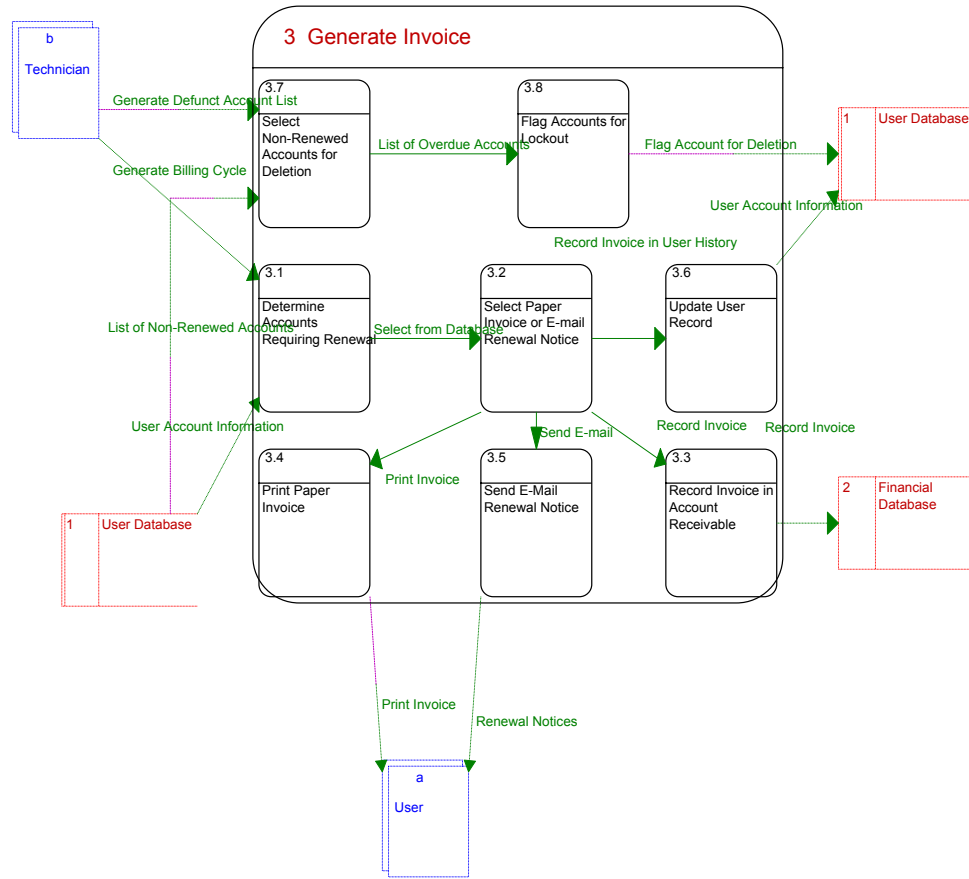 3 Generate Invoice
b
Technician
3.7
Select
Non-Renewed
Accounts for
Deletion
3.8
Flag Accounts for
Lockout
1
User Database
Generate Defunct Account List
List of Overdue Accounts
Flag Account for Deletion
Generate Billing Cycle
User Account Information
Record Invoice in User History
3.1
Determine
Accounts
Requiring Renewal
3.2
Select Paper
Invoice or E-mail
Renewal Notice
3.6
Update User
Record
List of Non-Renewed Accounts
Select from Database
User Account Information
Send E-mail
Record Invoice
Record Invoice
3.4
Print Paper
Invoice
Print Invoice
3.5
Send E-Mail
Renewal Notice
3.3
Record Invoice in
Account
Receivable
2
Financial
Database
1
User Database
Print Invoice
Renewal Notices
a
User